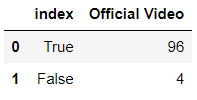 index Official Video
0 True 96
1 False 4